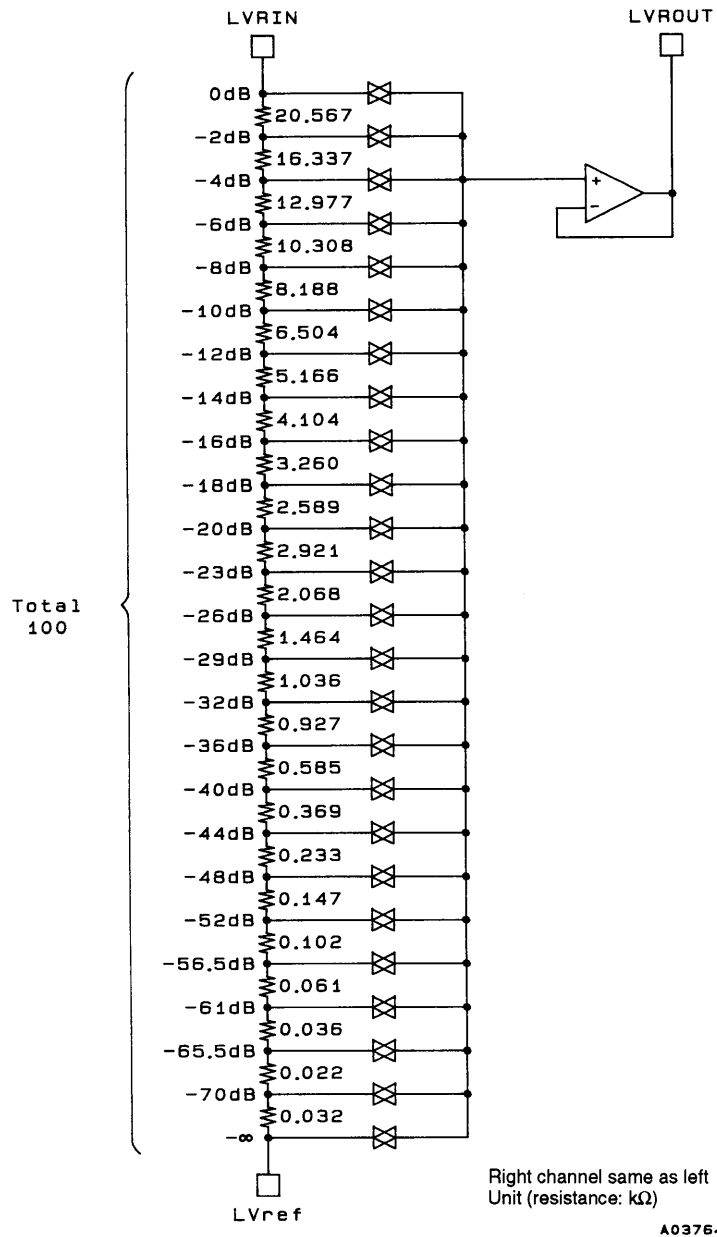 LVRIN
LVROUT
0dB
20.567
-2dB
16.337
-4dB
12.977
-6dB
10.308
-8dB
8.188
-10dB
6.504
-12dB
5.166
-14dB
4.104
-16dB
3.260
-18dB
2.589
-20dB
2.921
-23dB
2.068
-26dB
1.464
-29dB
1.036
-32dB
0.927
-36dB
0.585
-40dB
0.369
-44dB
0.233
-48dB
0.147
-52dB
0.102
-56.5dB
0.061
-61dB
0.036
-65.5dB
0.022
-70dB
0.032
-∞
Total
100
+
−
LVref
Right channel same as left
Unit (resistance: kΩ)
A0376